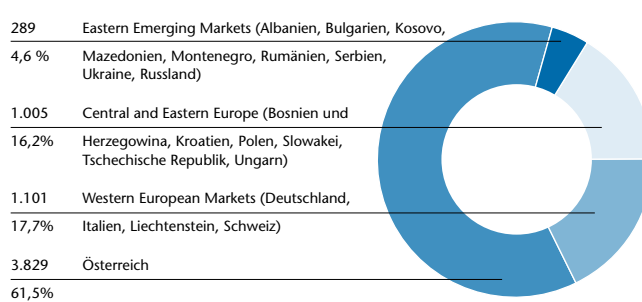 289 Eastern Emerging Markets (Albanien, Bulgarien, Kosovo,
4,6 % Mazedonien, Montenegro, Rumänien, Serbien,
Ukraine, Russland)
1.005 Central and Eastern Europe (Bosnien und
16,2% Herzegowina, Kroatien, Polen, Slowakei,
Tschechische Republik, Ungarn)
1.101 Western European Markets (Deutschland,
17,7% Italien, Liechtenstein, Schweiz)
3.829 Österreich
61,5%